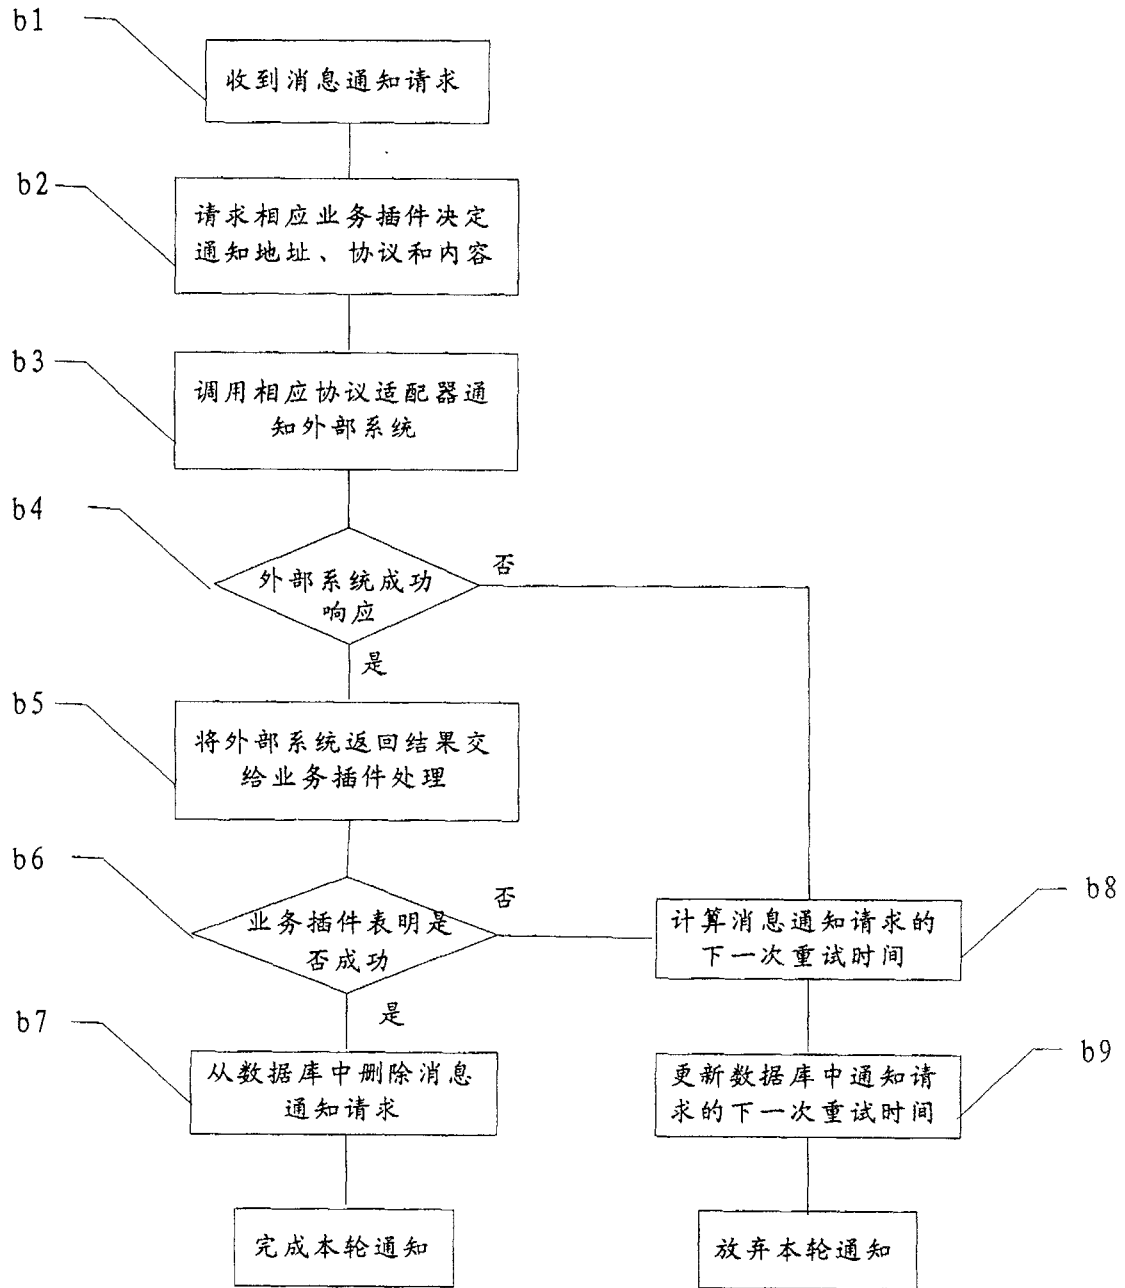 b1
收到消息通知请求
b2
请求相应业务插件决定
通知地址、协议和内容
b3
调用相应协议适配器通
知外部系统
b4
外部系统成功
响应
否
是
b5
将外部系统返回结果交
给业务插件处理
b6
业务插件表明是
否成功
否
是
b8
计算消息通知请求的
下一次重试时间
b7
从数据库中删除消息
通知请求
b9
更新数据库中通知请
求的下一次重试时间
完成本轮通知
放弃本轮通知